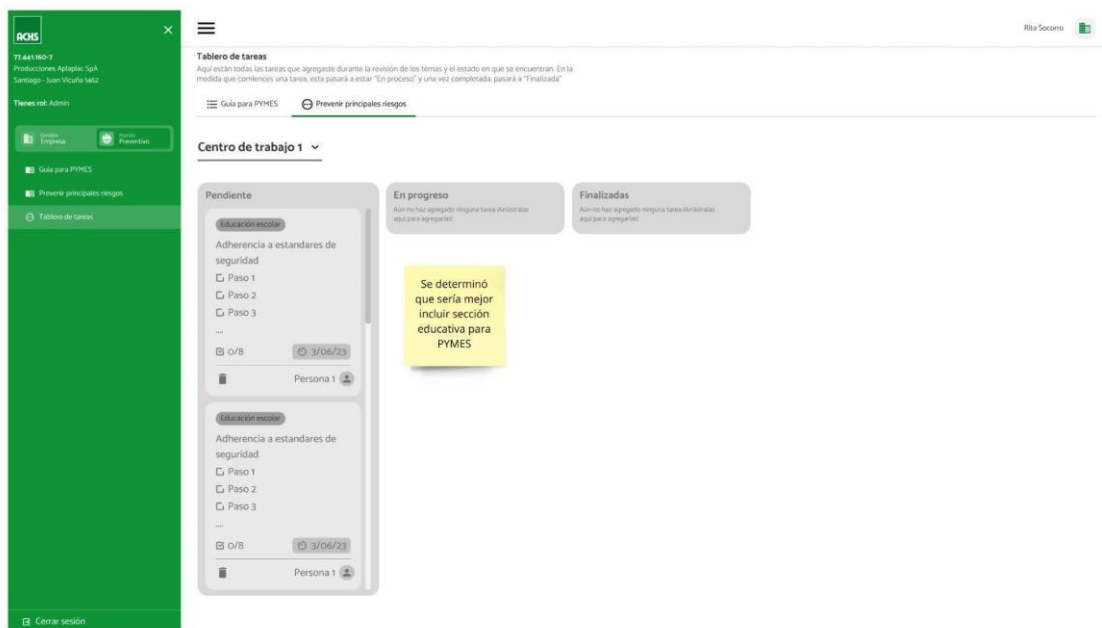 ACHS
77.441.160-7
Producciones Aplaplac SpA
Santiago - Juan Vicuña 1462
Tienes rol: Admin
Gestión
Empresa
Mundo
Preventivo
Guía para PYMES
Prevenir principales riesgos
Tablero de tareas
Cerrar sesión
Rita Socorro
Tablero de tareas
Aquí están todas las tareas que agregaste durante la revisión de los temas y el estado en que se encuentran. En la
medida que comiences una tarea, esta pasará a estar "En proceso" y una vez completada, pasará a "Finalizada"
Guía para PYMES
Prevenir principales riesgos
Centro de trabajo 1
Pendiente
Educación escolar
Adherencia a estandares de
seguridad
Paso 1
Paso 2
Paso 3
....
0/8
3/06/23
Persona 1
Educación escolar
Adherencia a estandares de
seguridad
Paso 1
Paso 2
Paso 3
....
0/8
3/06/23
Persona 1
En progreso
Aún no haz agregado ninguna tarea ¡Arrástralas
aquí para agregarlas!
Finalizadas
Aún no haz agregado ninguna tarea ¡Arrástralas
aquí para agregarlas!
Se determinó
que sería mejor
incluir sección
educativa para
PYMES